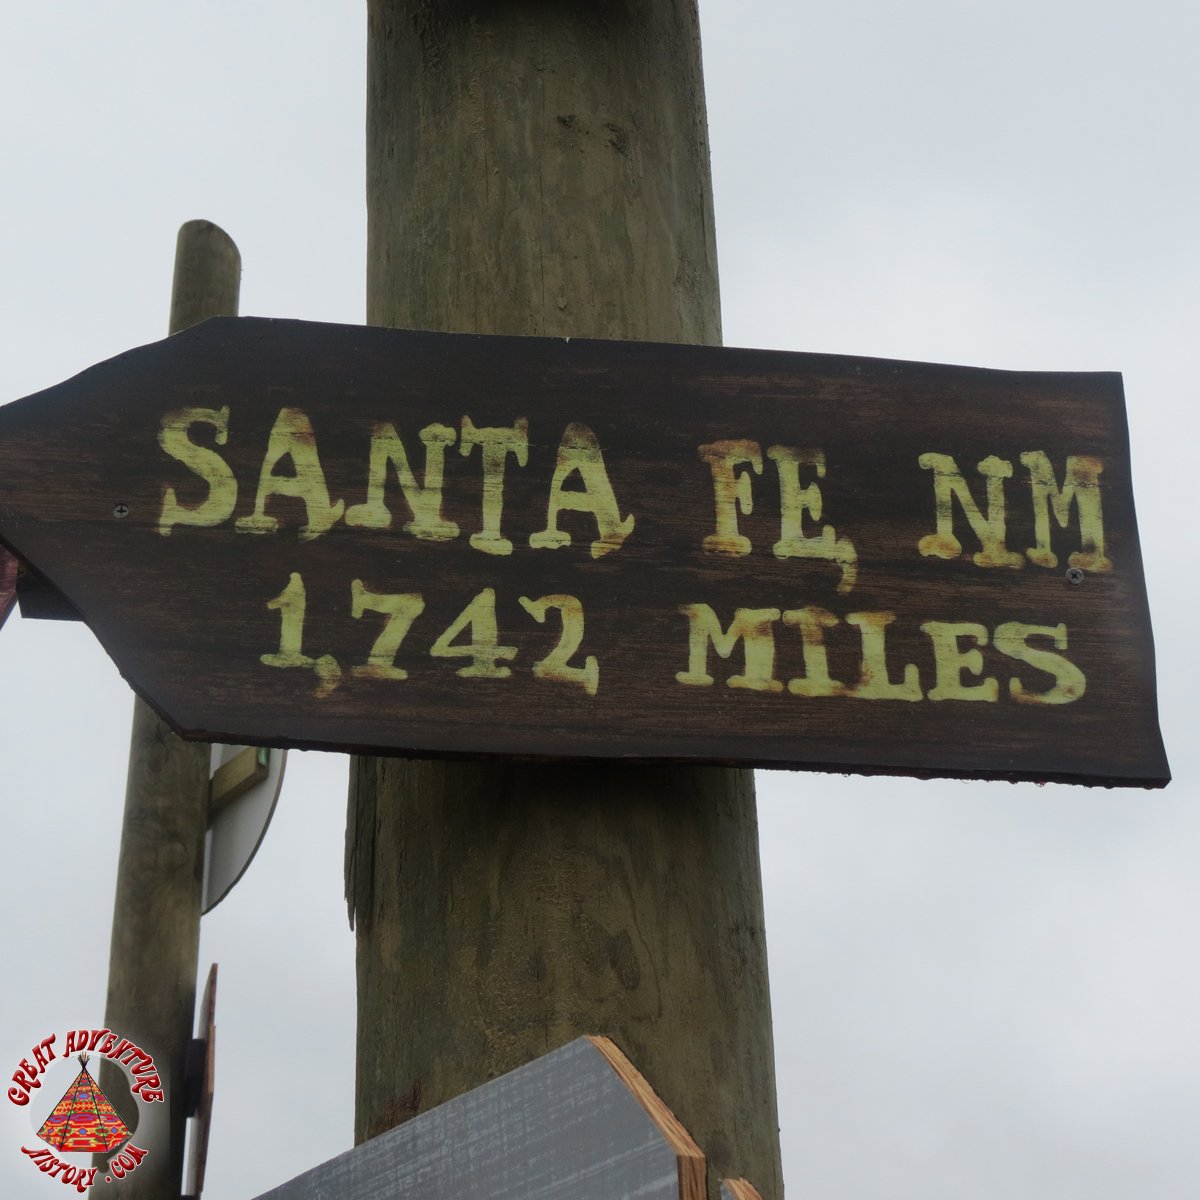 SANTA FE, NM
1,742 MILES
GREAT ADVENTURE
HISTORY.COM